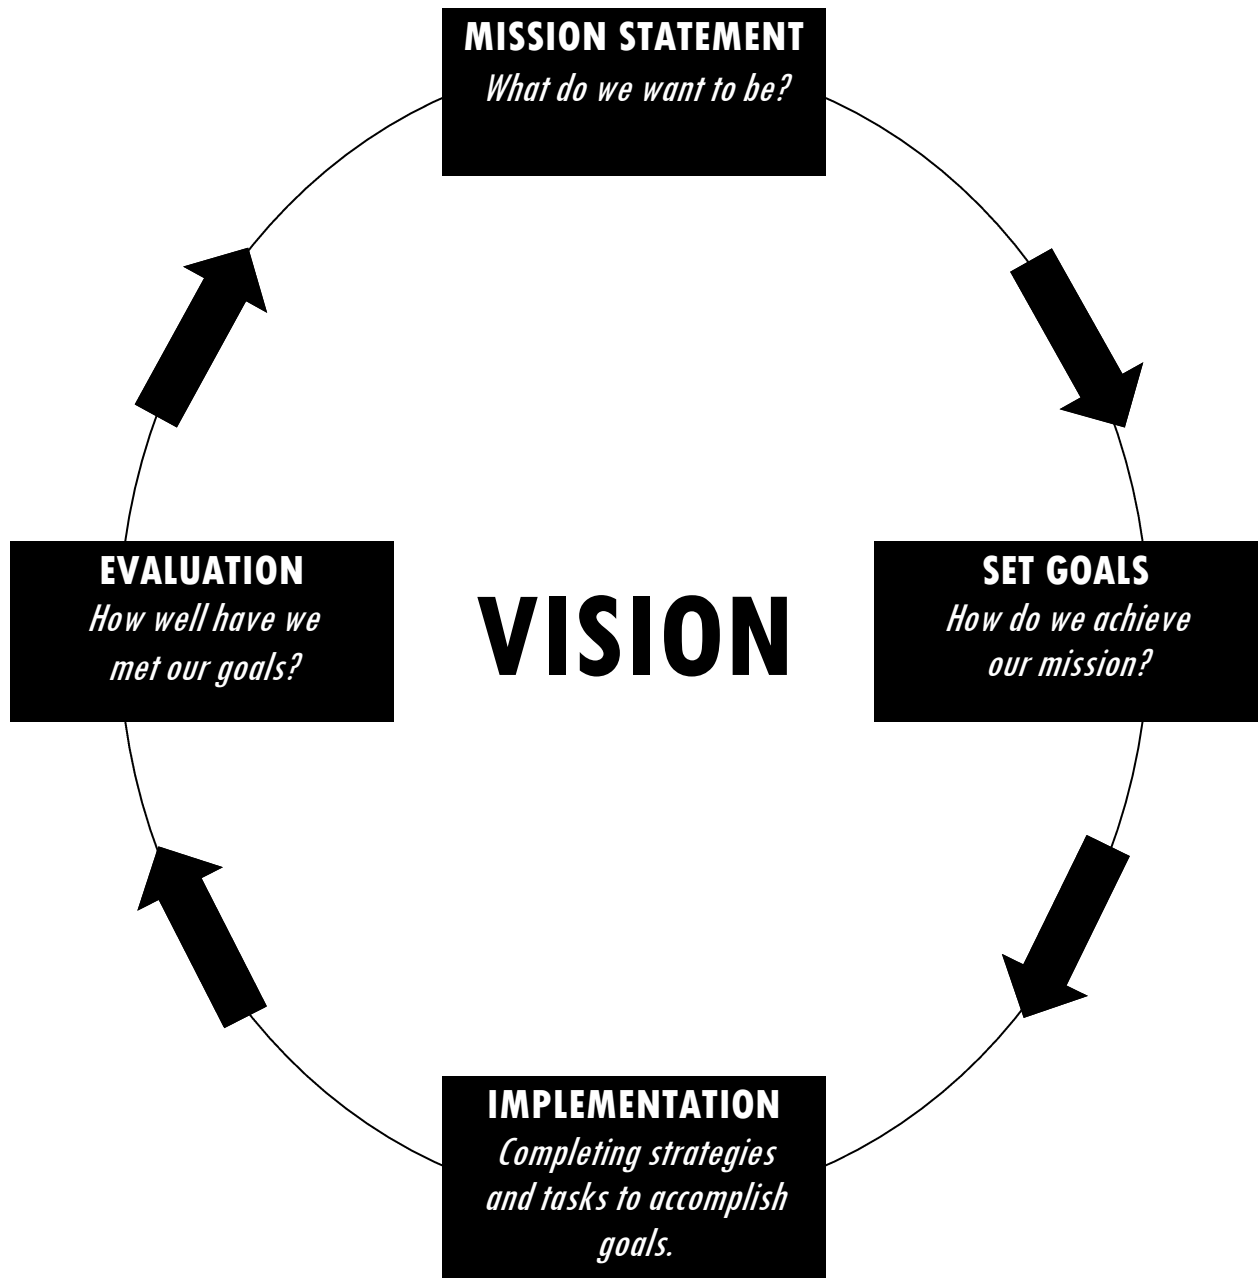 MISSION STATEMENT
What do we want to be?
EVALUATION
How well have we
met our goals?
VISION
SET GOALS
How do we achieve
our mission?
IMPLEMENTATION
Completing strategies
and tasks to accomplish
goals.